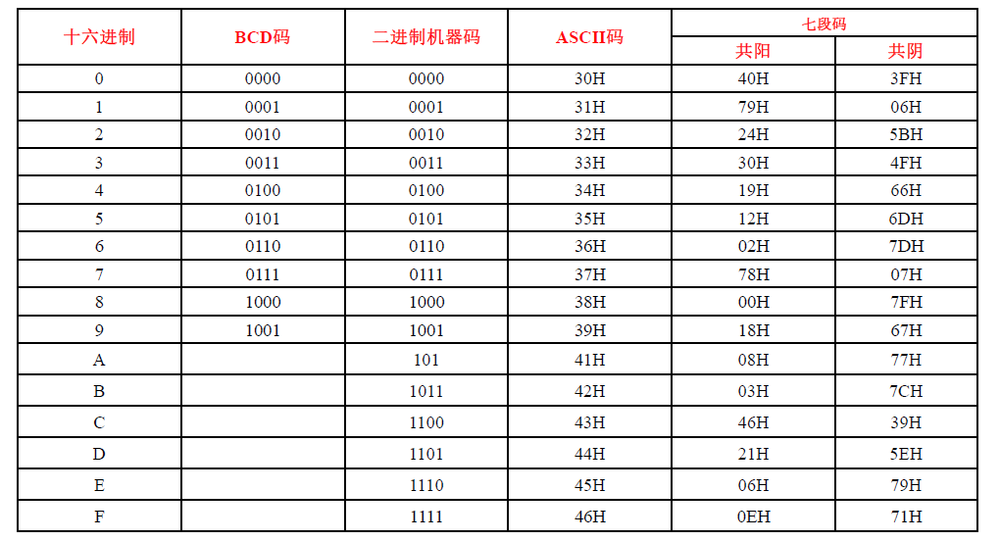 十六进制 BCD码 二进制机器码 ASCII码 七段码
共阳 共阴
0 0000 0000 30H 40H 3FH
1 0001 0001 31H 79H 06H
2 0010 0010 32H 24H 5BH
3 0011 0011 33H 30H 4FH
4 0100 0100 34H 19H 66H
5 0101 0101 35H 12H 6DH
6 0110 0110 36H 02H 7DH
7 0111 0111 37H 78H 07H
8 1000 1000 38H 00H 7FH
9 1001 1001 39H 18H 67H
A 101 41H 08H 77H
B 1011 42H 03H 7CH
C 1100 43H 46H 39H
D 1101 44H 21H 5EH
E 1110 45H 06H 79H
F 1111 46H 0EH 71H